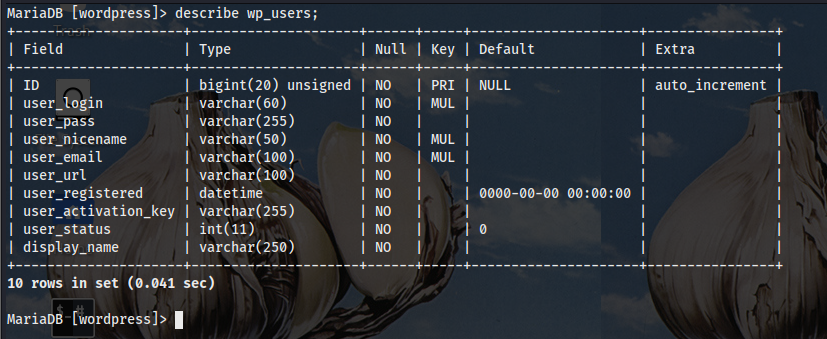 MariaDB [wordpress]> describe wp_users;
+---------------------+---------------------+------+-----+---------------------+----------------+
| Field               | Type                | Null | Key | Default             | Extra          |
+---------------------+---------------------+------+-----+---------------------+----------------+
| ID                  | bigint(20) unsigned | NO   | PRI | NULL                | auto_increment |
| user_login          | varchar(60)         | NO   | MUL |                     |                |
| user_pass           | varchar(255)        | NO   |     |                     |                |
| user_nicename       | varchar(50)         | NO   | MUL |                     |                |
| user_email          | varchar(100)        | NO   | MUL |                     |                |
| user_url            | varchar(100)        | NO   |     |                     |                |
| user_registered     | datetime            | NO   |     | 0000-00-00 00:00:00 |                |
| user_activation_key | varchar(255)        | NO   |     |                     |                |
| user_status         | int(11)             | NO   |     | 0                   |                |
| display_name        | varchar(250)        | NO   |     |                     |                |
+---------------------+---------------------+------+-----+---------------------+----------------+
10 rows in set (0.041 sec)
MariaDB [wordpress]>